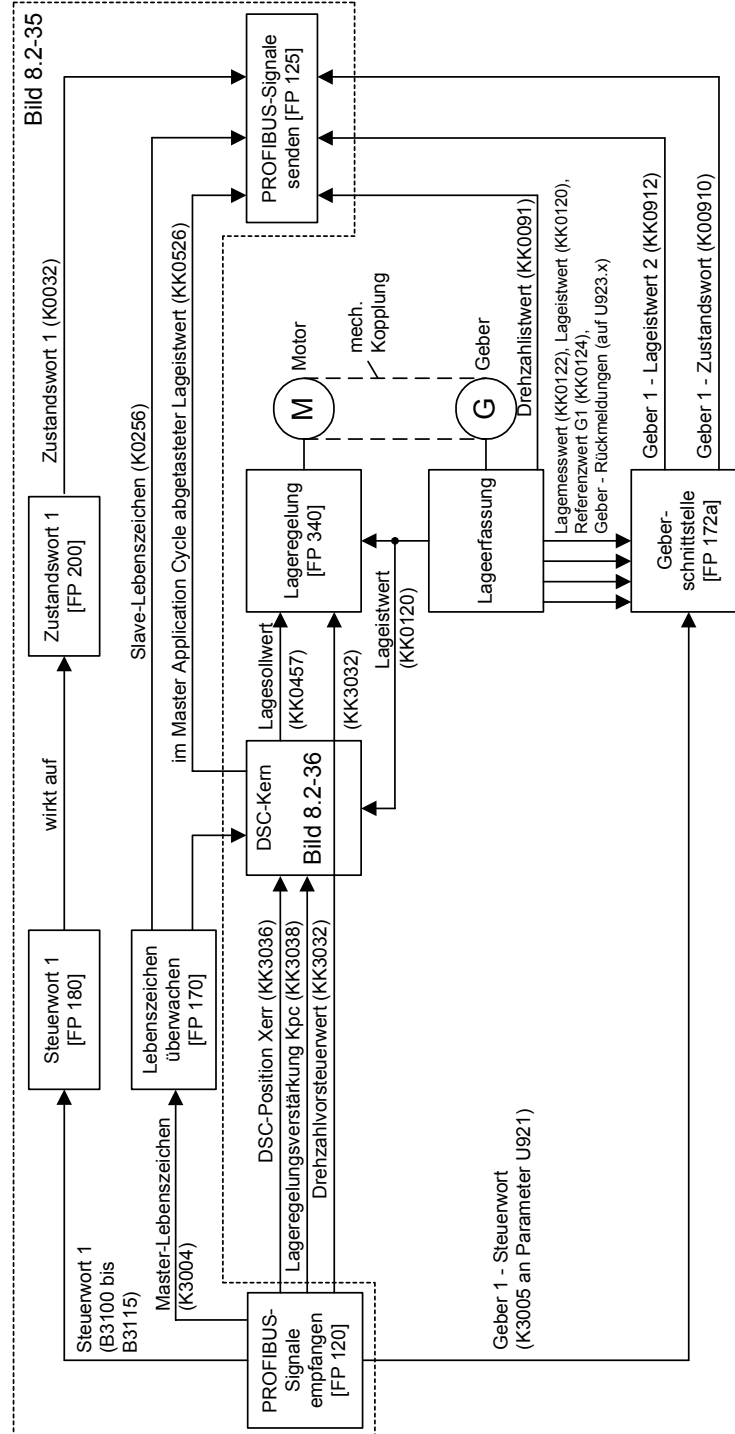 Bild 8.2-35
PROFIBUS-
Signale
empfangen
[FP 120]
Steuerwort 1
(B3100 bis
B3115)
Master-Lebenszeichen
(K3004)
DSC-Position Xerr (KK3036)
Lageregelungsverstärkung Kpc (KK3038)
Drehzahlvorsteuerwert (KK3032)
Geber 1 - Steuerwort
(K3005 an Parameter U921)
Steuerwort 1
[FP 180]
Lebenszeichen
überwachen
[FP 170]
wirkt auf
DSC-Kern
Bild 8.2-36
Zustandswort 1
[FP 200]
Lagesollwert
(KK0457)
(KK3032)
Lageistwert
(KK0120)
Lageregelung
[FP 340]
Lageerfassung
Geber-
schnittstelle
[FP 172a]
Zustandswort 1 (K0032)
Slave-Lebenszeichen (K0256)
im Master Application Cycle abgetasteter Lageistwert (KK0526)
M
Motor
mech.
Kopplung
G
Geber
Drehzahlistwert (KK0091)
Lagemesswert (KK0122), Lageistwert (KK0120),
Referenzwert G1 (KK0124),
Geber - Rückmeldungen (auf U923.x)
Geber 1 - Lageistwert 2 (KK0912)
Geber 1 - Zustandswort (K00910)
PROFIBUS-Signale
senden [FP 125]